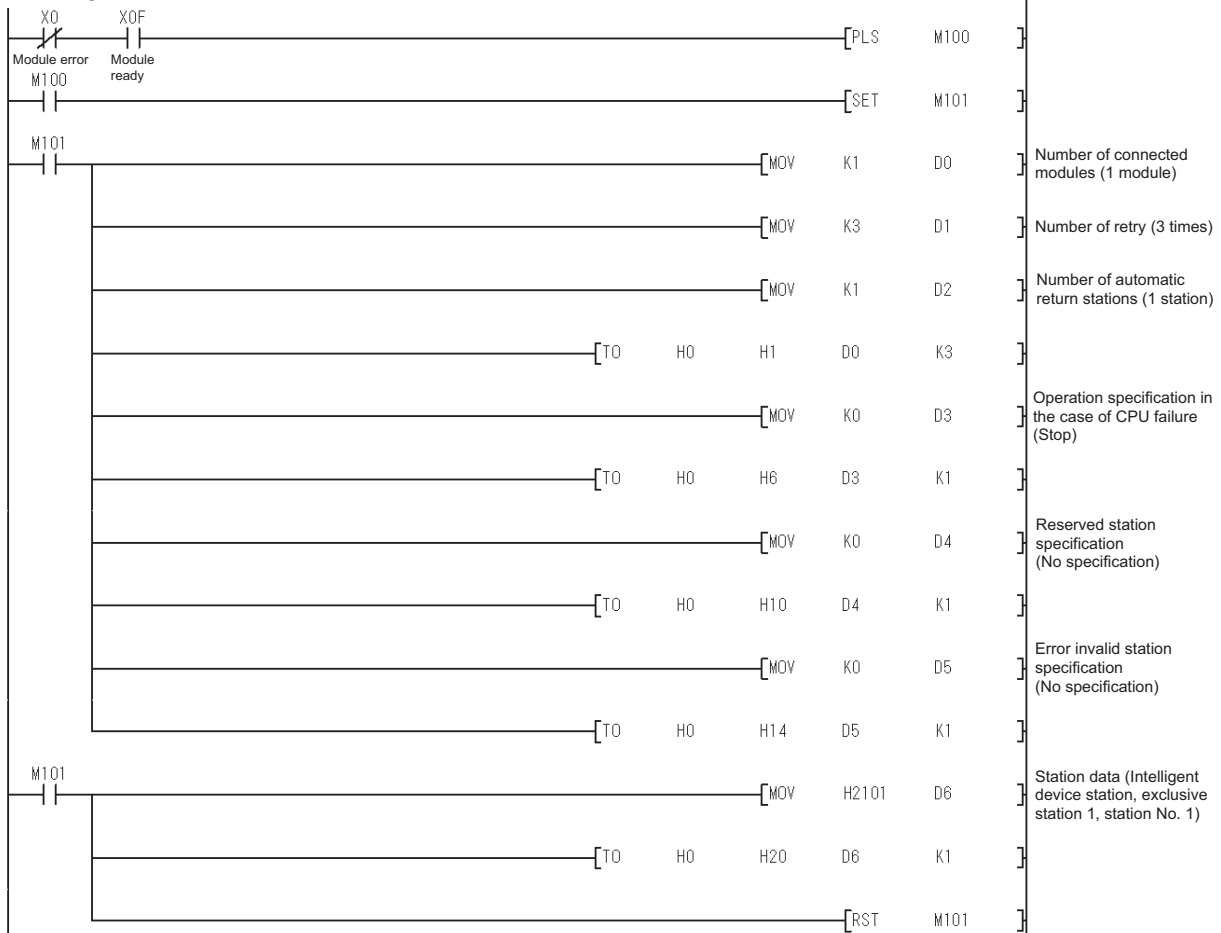 X0 X0F
[PLS M100 ]
Module error Module
ready
M100
[SET M101 ]
M101
[MOV K1 D0 ]
Number of connected
modules (1 module)
[MOV K3 D1 ]
Number of retry (3 times)
[MOV K1 D2 ]
Number of automatic
return stations (1 station)
[TO H0 H1 D0 K3 ]
[MOV K0 D3 ]
Operation specification in
the case of CPU failure
(Stop)
[TO H0 H6 D3 K1 ]
[MOV K0 D4 ]
Reserved station
specification
(No specification)
[TO H0 H10 D4 K1 ]
[MOV K0 D5 ]
Error invalid station
specification
(No specification)
[TO H0 H14 D5 K1 ]
M101
[MOV H2101 D6 ]
Station data (Intelligent
device station, exclusive
station 1, station No. 1)
[TO H0 H20 D6 K1 ]
[RST M101 ]